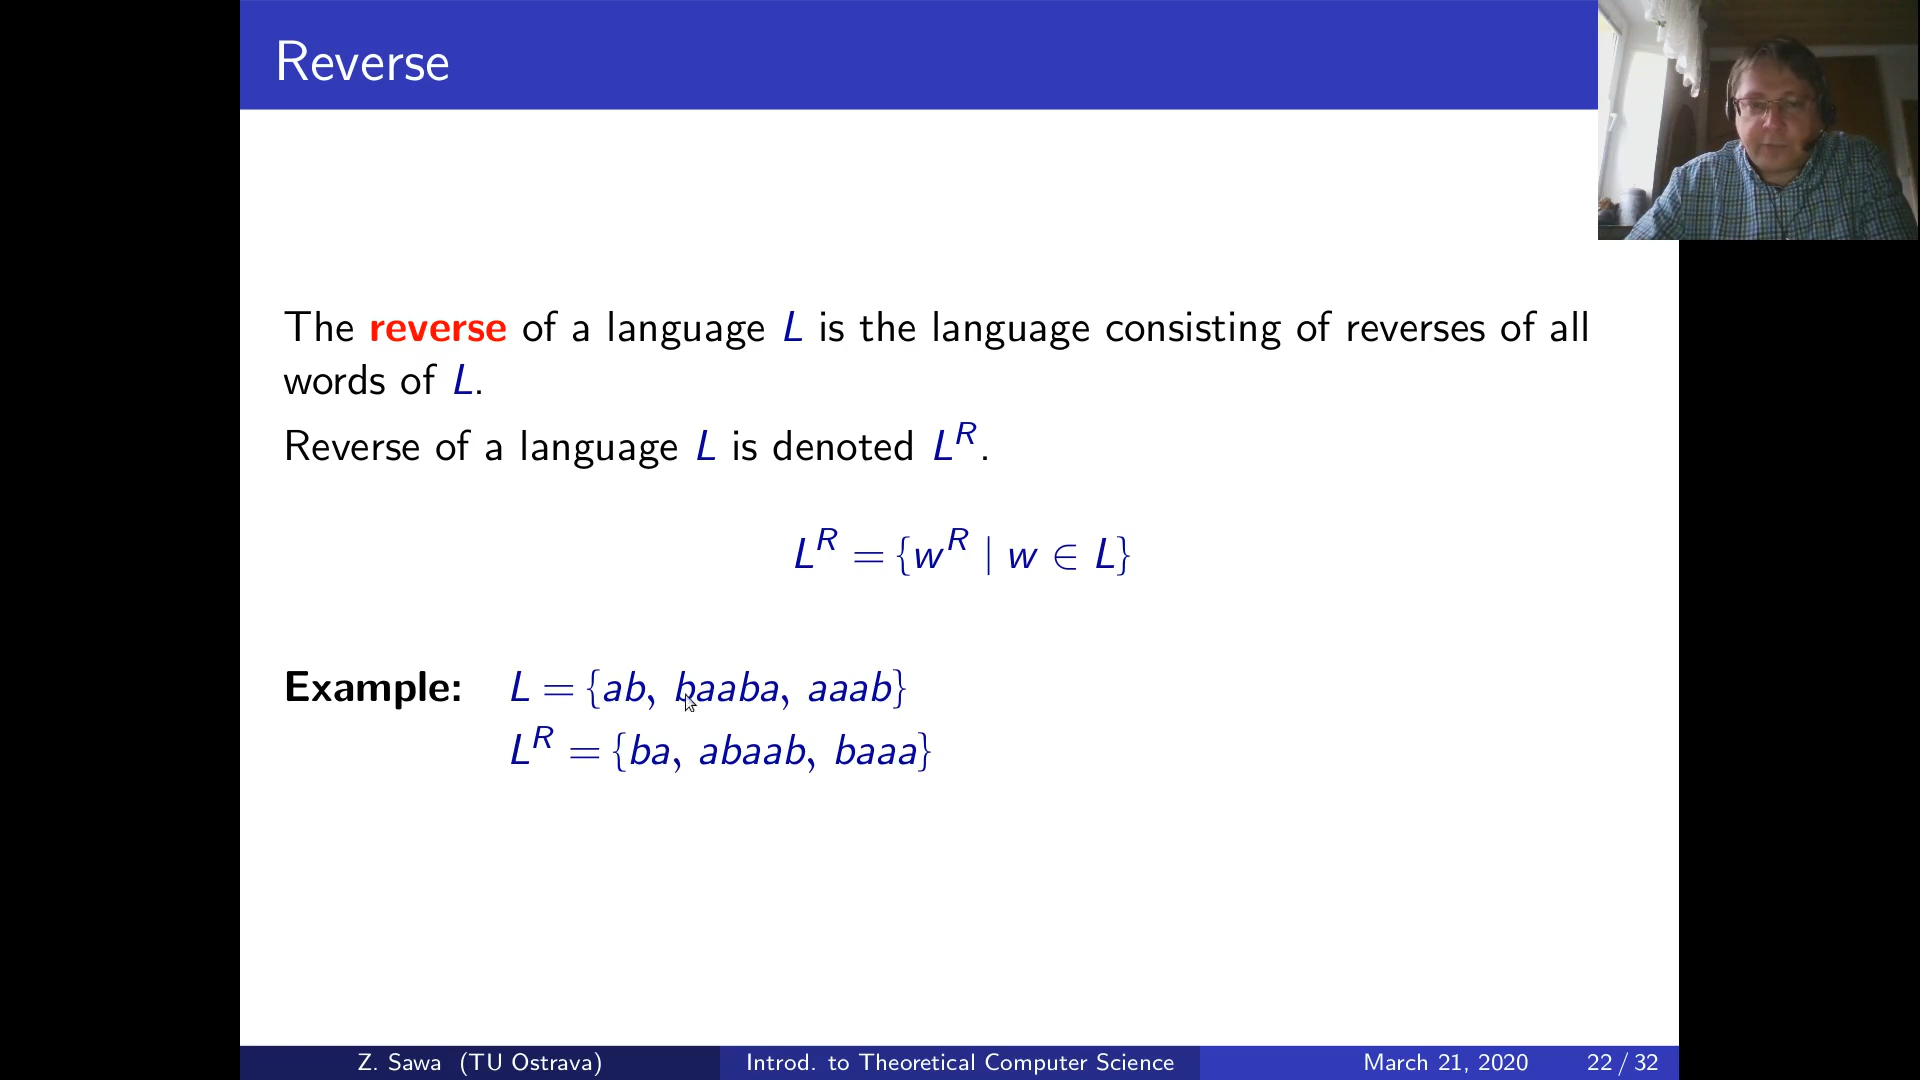 Reverse
The reverse of a language L is the language consisting of reverses of all
words of L.
Reverse of a language L is denoted L^R.
L^R = {w^R | w ∈ L}
Example: L = {ab, baaba, aaab}
L^R = {ba, abaab, baaa}
Z. Sawa (TU Ostrava) Introd. to Theoretical Computer Science March 21, 2020 22 / 32